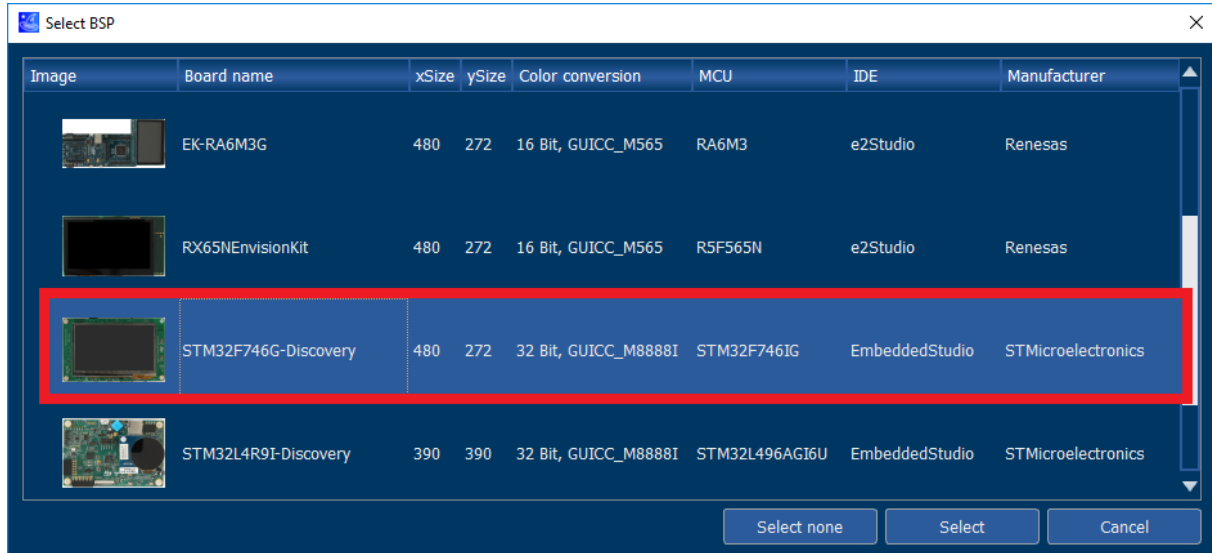 Select BSP
Image Board name xSize ySize Color conversion MCU IDE Manufacturer
EK-RA6M3G 480 272 16 Bit, GUICC_M565 RA6M3 e2Studio Renesas
RX65NEnvisionKit 480 272 16 Bit, GUICC_M565 R5F565N e2Studio Renesas
STM32F746G-Discovery 480 272 32 Bit, GUICC_M8888I STM32F746IG EmbeddedStudio STMicroelectronics
STM32L4R9I-Discovery 390 390 32 Bit, GUICC_M8888I STM32L496AGI6U EmbeddedStudio STMicroelectronics
Select none Select Cancel